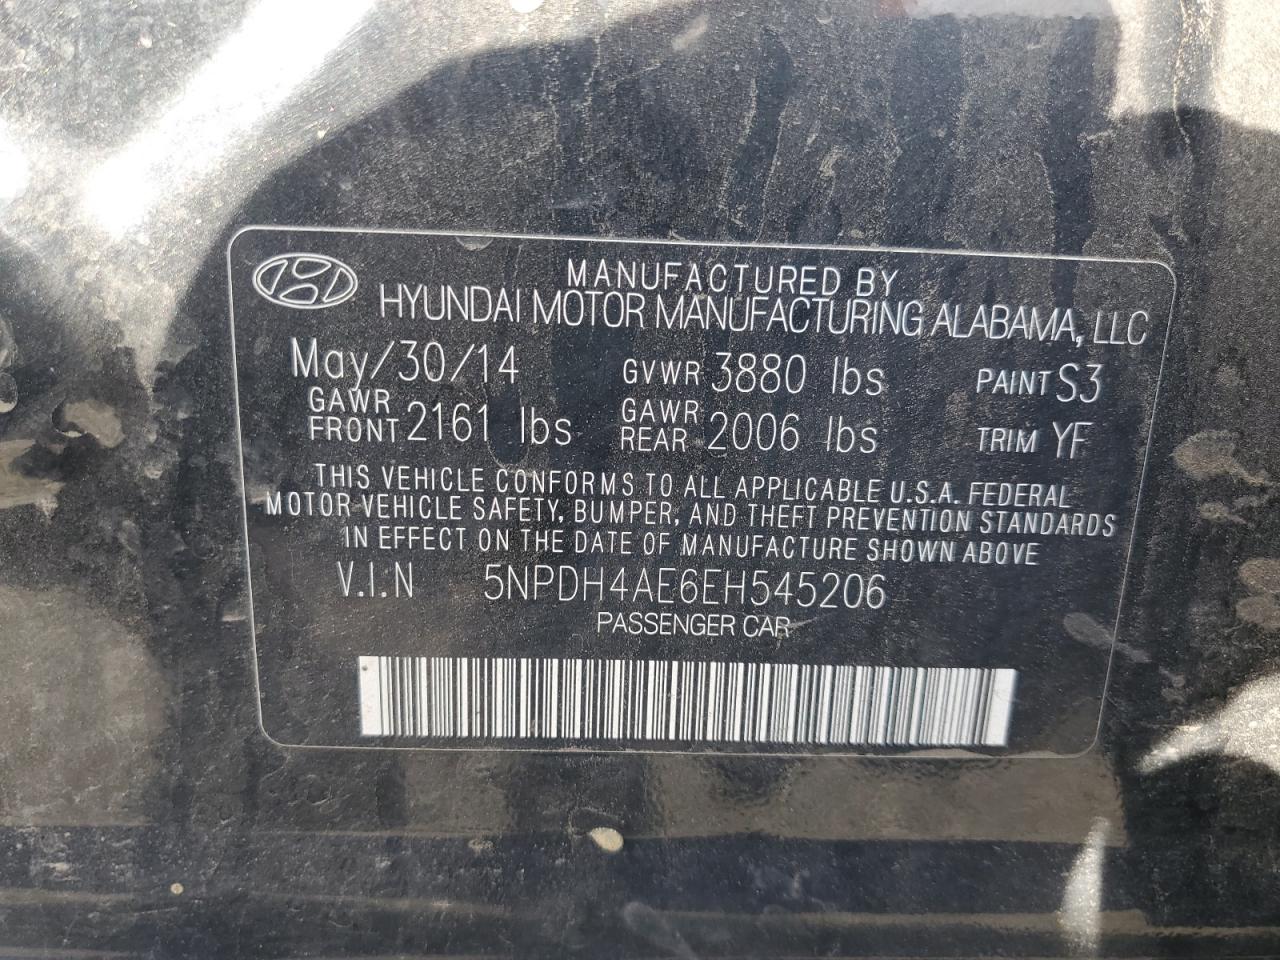 MANUFACTURED BY
HYUNDAI MOTOR MANUFACTURING ALABAMA, LLC
May/30/14 GVWR 3880 lbs PAINT S3
GAWR FRONT 2161 lbs GAWR REAR 2006 lbs TRIM YF
THIS VEHICLE CONFORMS TO ALL APPLICABLE U.S.A. FEDERAL
MOTOR VEHICLE SAFETY, BUMPER, AND THEFT PREVENTION STANDARDS
IN EFFECT ON THE DATE OF MANUFACTURE SHOWN ABOVE
V.I.N 5NPDH4AE6EH545206
PASSENGER CAR